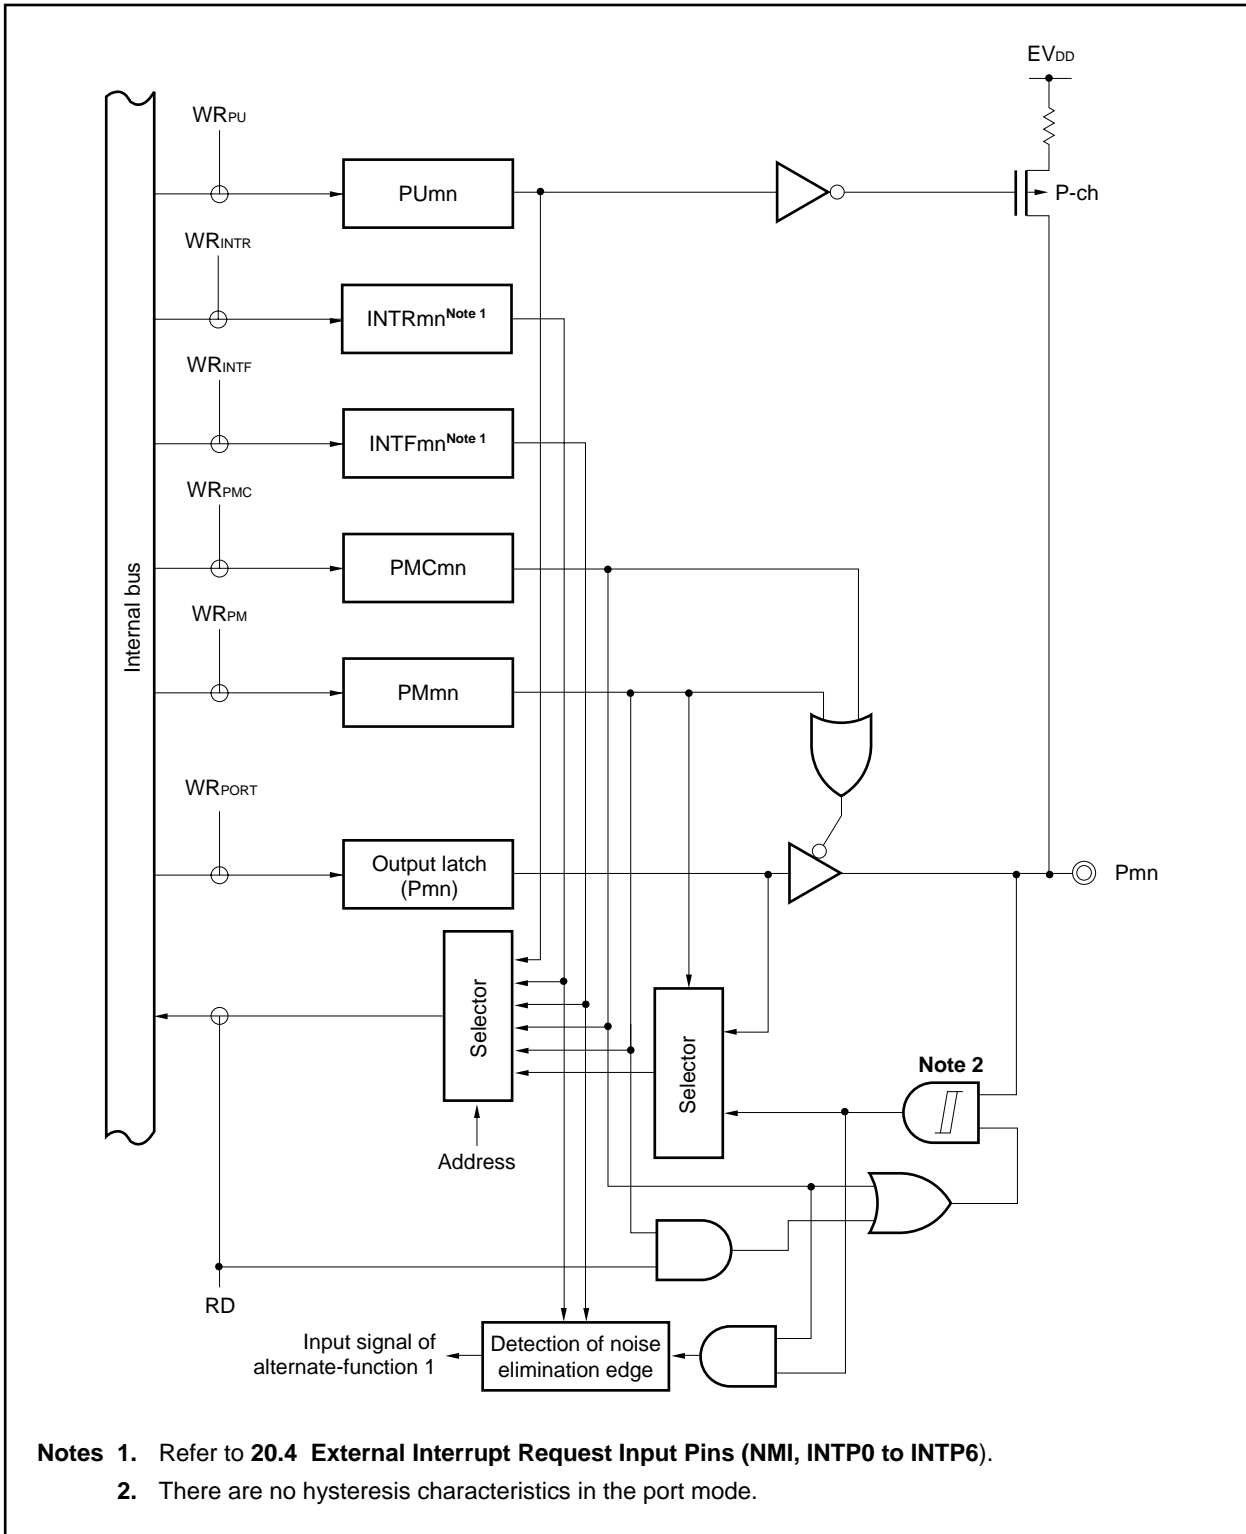 EVDD
WRPU
PUmn
P-ch
WRINTR
INTRmnNote 1
WRINTF
INTFmnNote 1
WRPMC
PMCmn
Internal bus
WRPM
PMmn
WRPORT
Output latch
(Pmn)
Pmn
Selector
Selector
Note 2
Address
RD
Input signal of
alternate-function 1
Detection of noise
elimination edge
Notes 1. Refer to 20.4 External Interrupt Request Input Pins (NMI, INTP0 to INTP6).
2. There are no hysteresis characteristics in the port mode.